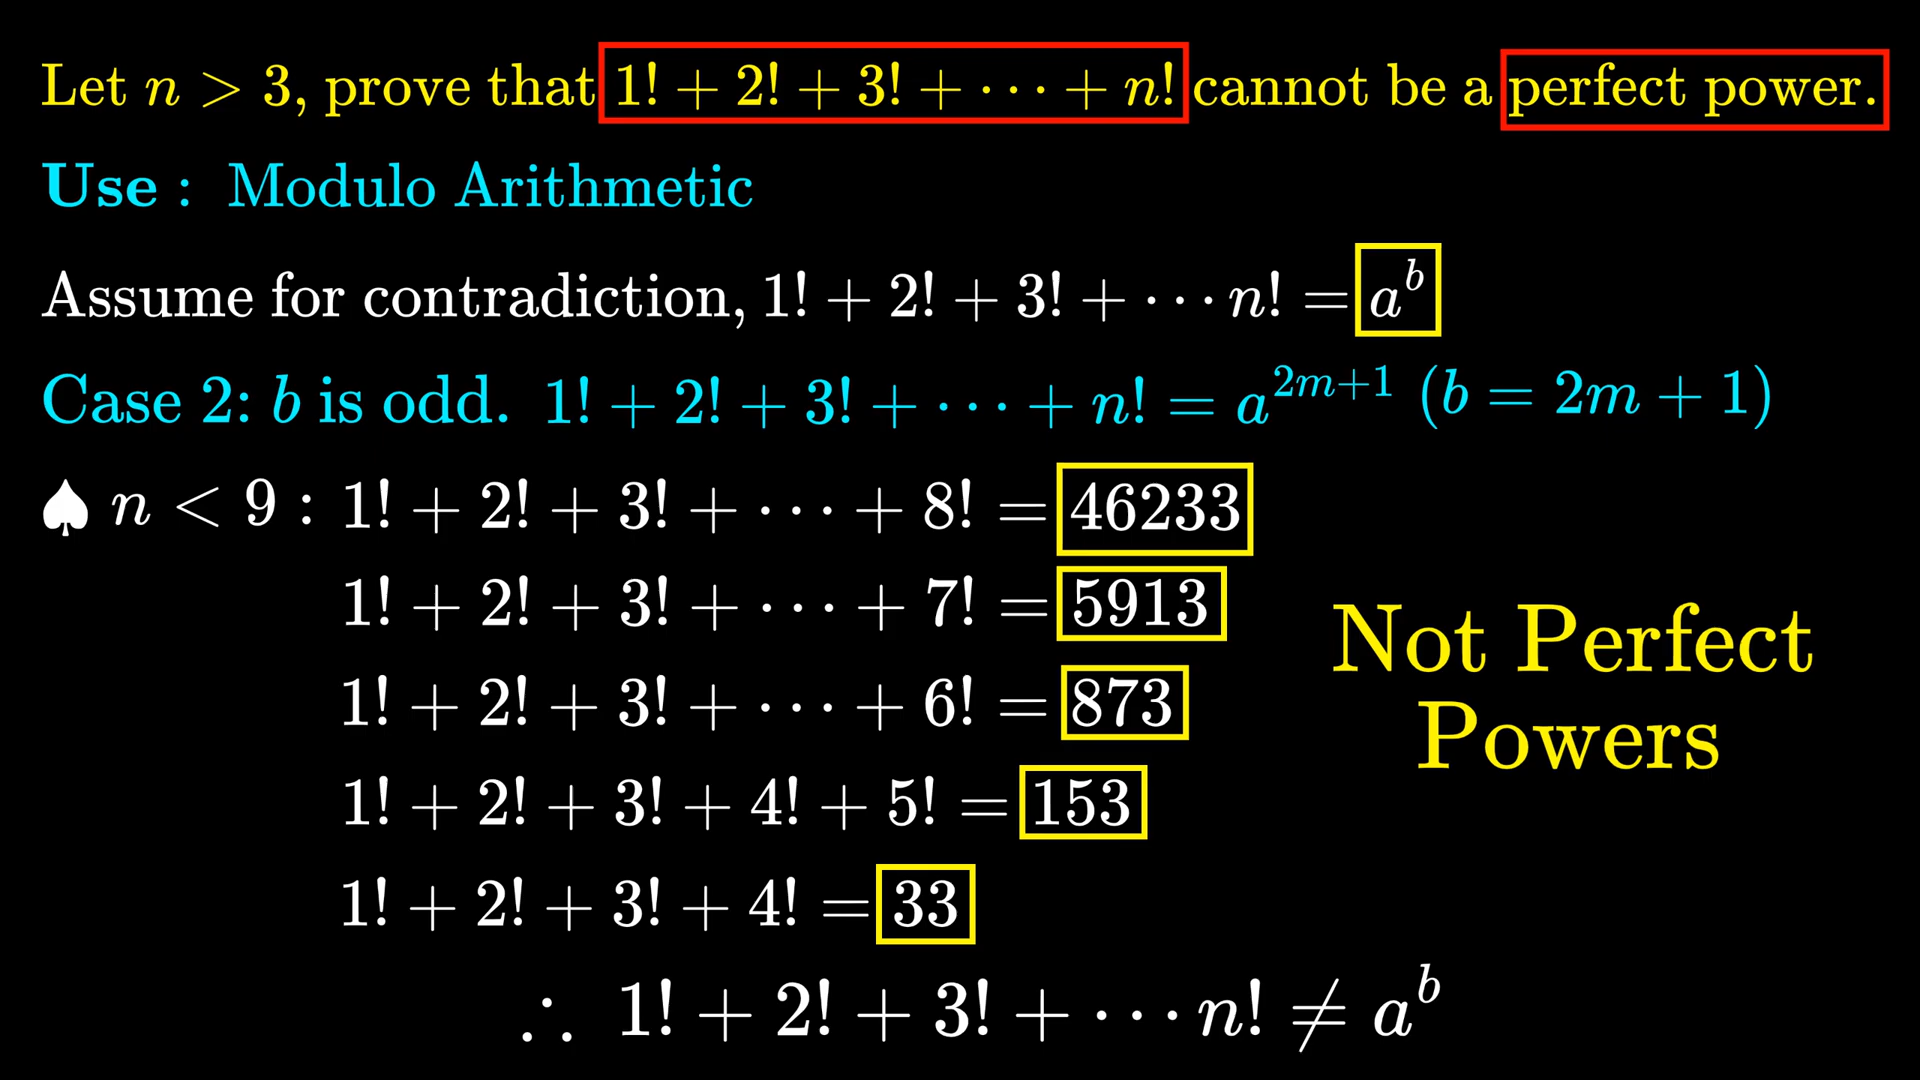 Let n > 3, prove that 1! + 2! + 3! + ⋯ + n! cannot be a perfect power.
Use : Modulo Arithmetic
Assume for contradiction, 1! + 2! + 3! + ⋯ n! = a^b
Case 2: b is odd. 1! + 2! + 3! + ⋯ + n! = a^{2m+1} (b = 2m + 1)
♠ n < 9 : 1! + 2! + 3! + ⋯ + 8! = 46233
1! + 2! + 3! + ⋯ + 7! = 5913
1! + 2! + 3! + ⋯ + 6! = 873
1! + 2! + 3! + 4! + 5! = 153
1! + 2! + 3! + 4! = 33
Not Perfect
Powers
∴ 1! + 2! + 3! + ⋯ n! ≠ a^b